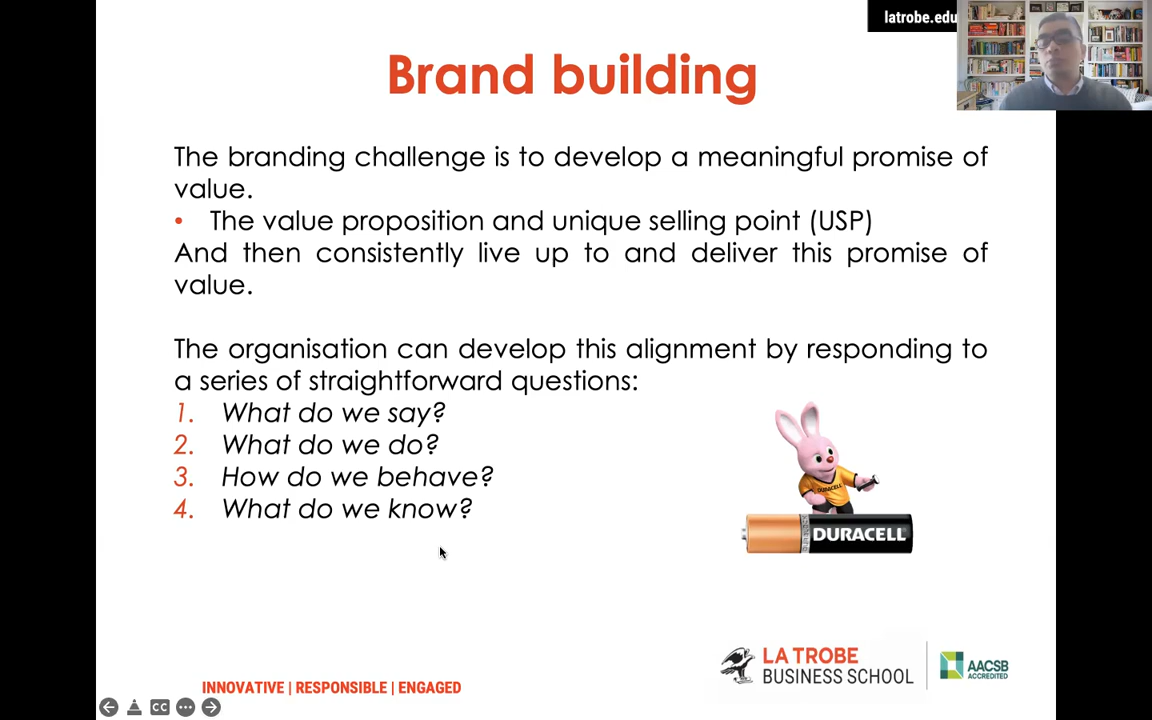 latrobe.edu
Brand building
The branding challenge is to develop a meaningful promise of
value.
• The value proposition and unique selling point (USP)
And then consistently live up to and deliver this promise of
value.
The organisation can develop this alignment by responding to
a series of straightforward questions:
1. What do we say?
2. What do we do?
3. How do we behave?
4. What do we know?
DURACELL
DURACELL
LA TROBE
BUSINESS SCHOOL
AACSB
ACCREDITED
INNOVATIVE | RESPONSIBLE | ENGAGED
CC